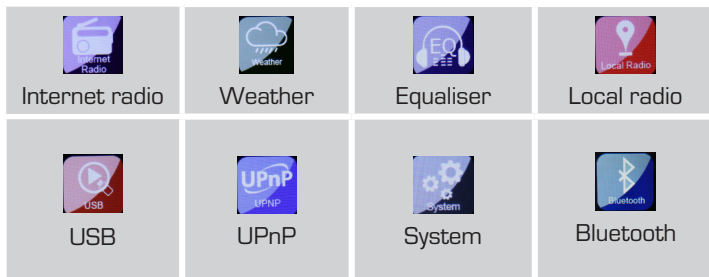 Internet
Radio
Weather
EQ
Local Radio
Internet radio
Weather
Equaliser
Local radio
USB
UPnP
UPNP
System
Bluetooth
USB
UPnP
System
Bluetooth